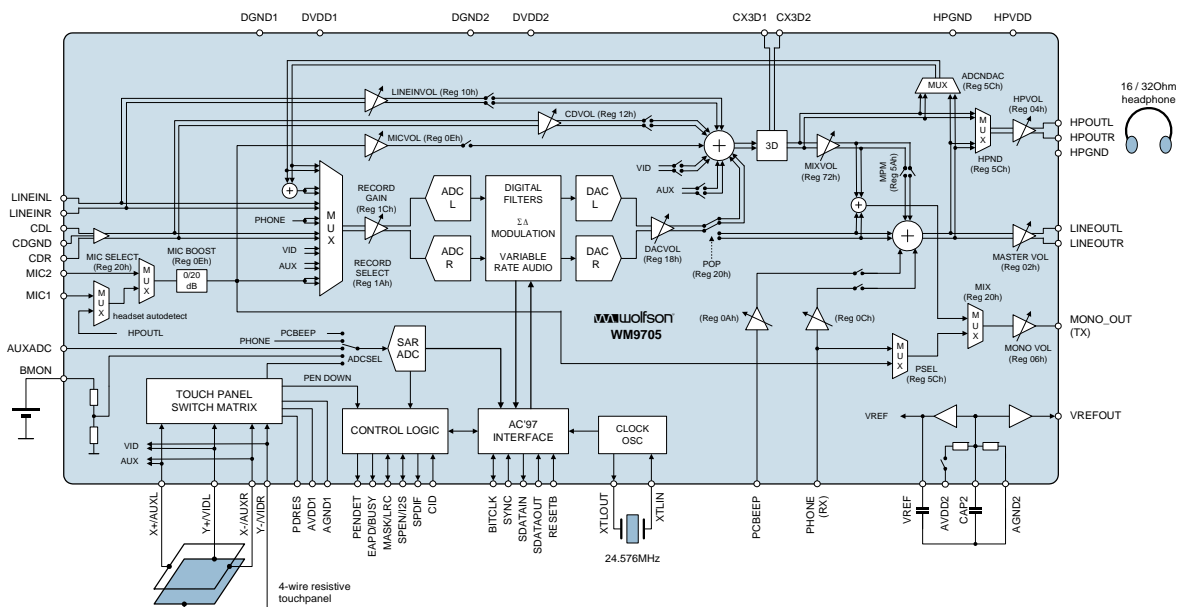 DGND1
DVDD1
DGND2
DVDD2
CX3D1
CX3D2
HPGND
HPVDD
LINEINVOL (Reg 10h)
CDVOL (Reg 12h)
MICVOL (Reg 0Eh)
MUX
ADCNDAC
(Reg 5Ch)
HPVOL
(Reg 04h)
16 / 32Ohm
headphone
HPOUTL
HPOUTR
HPGND
MUX
HPND
(Reg 5Ch)
3D
MIXVOL
(Reg 72h)
MPM
(Reg 5Ah)
VID
AUX
LINEINL
LINEINR
CDL
CDGND
CDR
MIC2
MIC1
PHONE
VID
AUX
MUX
RECORD
GAIN
(Reg 1Ch)
RECORD
SELECT
(Reg 1Ah)
ADC
L
ADC
R
DIGITAL
FILTERS
ΣΔ
MODULATION
VARIABLE
RATE AUDIO
DAC
L
DAC
R
DACVOL
(Reg 18h)
POP
(Reg 20h)
LINEOUTL
LINEOUTR
MASTER VOL
(Reg 02h)
MIC SELECT
(Reg 20h)
MIC BOOST
(Reg 0Eh)
MUX
0/20
dB
MUX
headset autodetect
HPOUTL
wolfson
WM9705
(Reg 0Ah)
(Reg 0Ch)
MIX
(Reg 20h)
MUX
MONO_OUT
(TX)
MONO VOL
(Reg 06h)
MUX
PSEL
(Reg 5Ch)
AUXADC
BMON
PCBEEP
PHONE
ADCSEL
SAR
ADC
PEN DOWN
TOUCH PANEL
SWITCH MATRIX
CONTROL LOGIC
AC'97
INTERFACE
CLOCK
OSC
VREF
VREFOUT
VID
AUX
X+/AUXL
Y+/VIDL
X-/AUXR
Y-/VIDR
PDRES
AVDD1
AGND1
PENDET
EAPD/BUSY
MASK/LRC
SPEN/I2S
SPDIF
CID
BITCLK
SYNC
SDATAIN
SDATAOUT
RESETB
XTLOUT
XTLIN
24.576MHz
PCBEEP
PHONE
(RX)
VREF
AVDD2
CAP2
AGND2
4-wire resistive
touchpanel